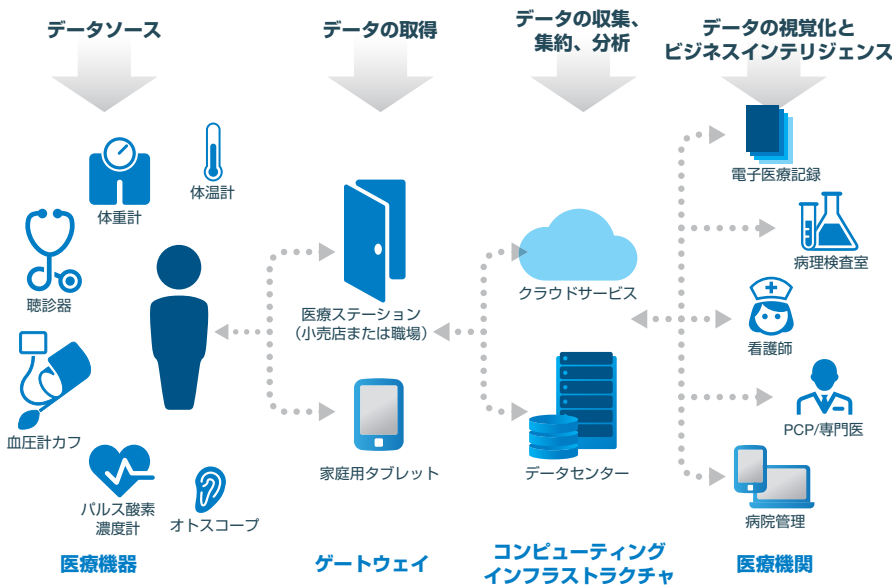 データソース
データの取得
データの収集、
集約、分析
データの視覚化と
ビジネスインテリジェンス
体重計
体温計
聴診器
血圧計カフ
パルス酸素
濃度計
オトスコープ
医療機器
医療ステーション
（小売店または職場）
家庭用タブレット
ゲートウェイ
クラウドサービス
データセンター
コンピューティング
インフラストラクチャ
電子医療記録
病理検査室
看護師
PCP/専門医
病院管理
医療機関